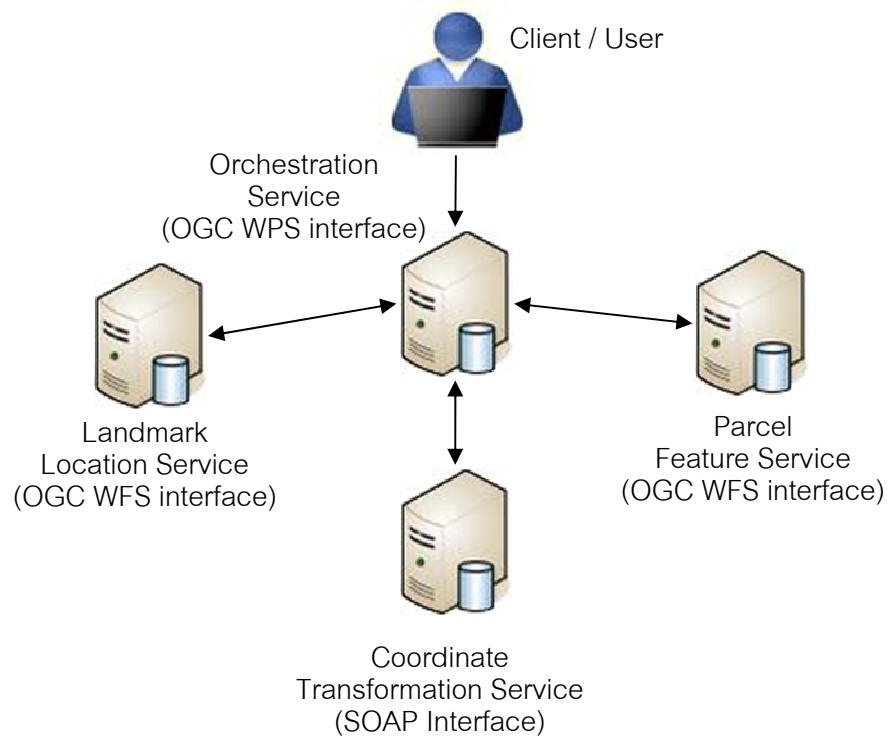 Client / User
Orchestration
Service
(OGC WPS interface)
Landmark
Location Service
(OGC WFS interface)
Parcel
Feature Service
(OGC WFS interface)
Coordinate
Transformation Service
(SOAP Interface)